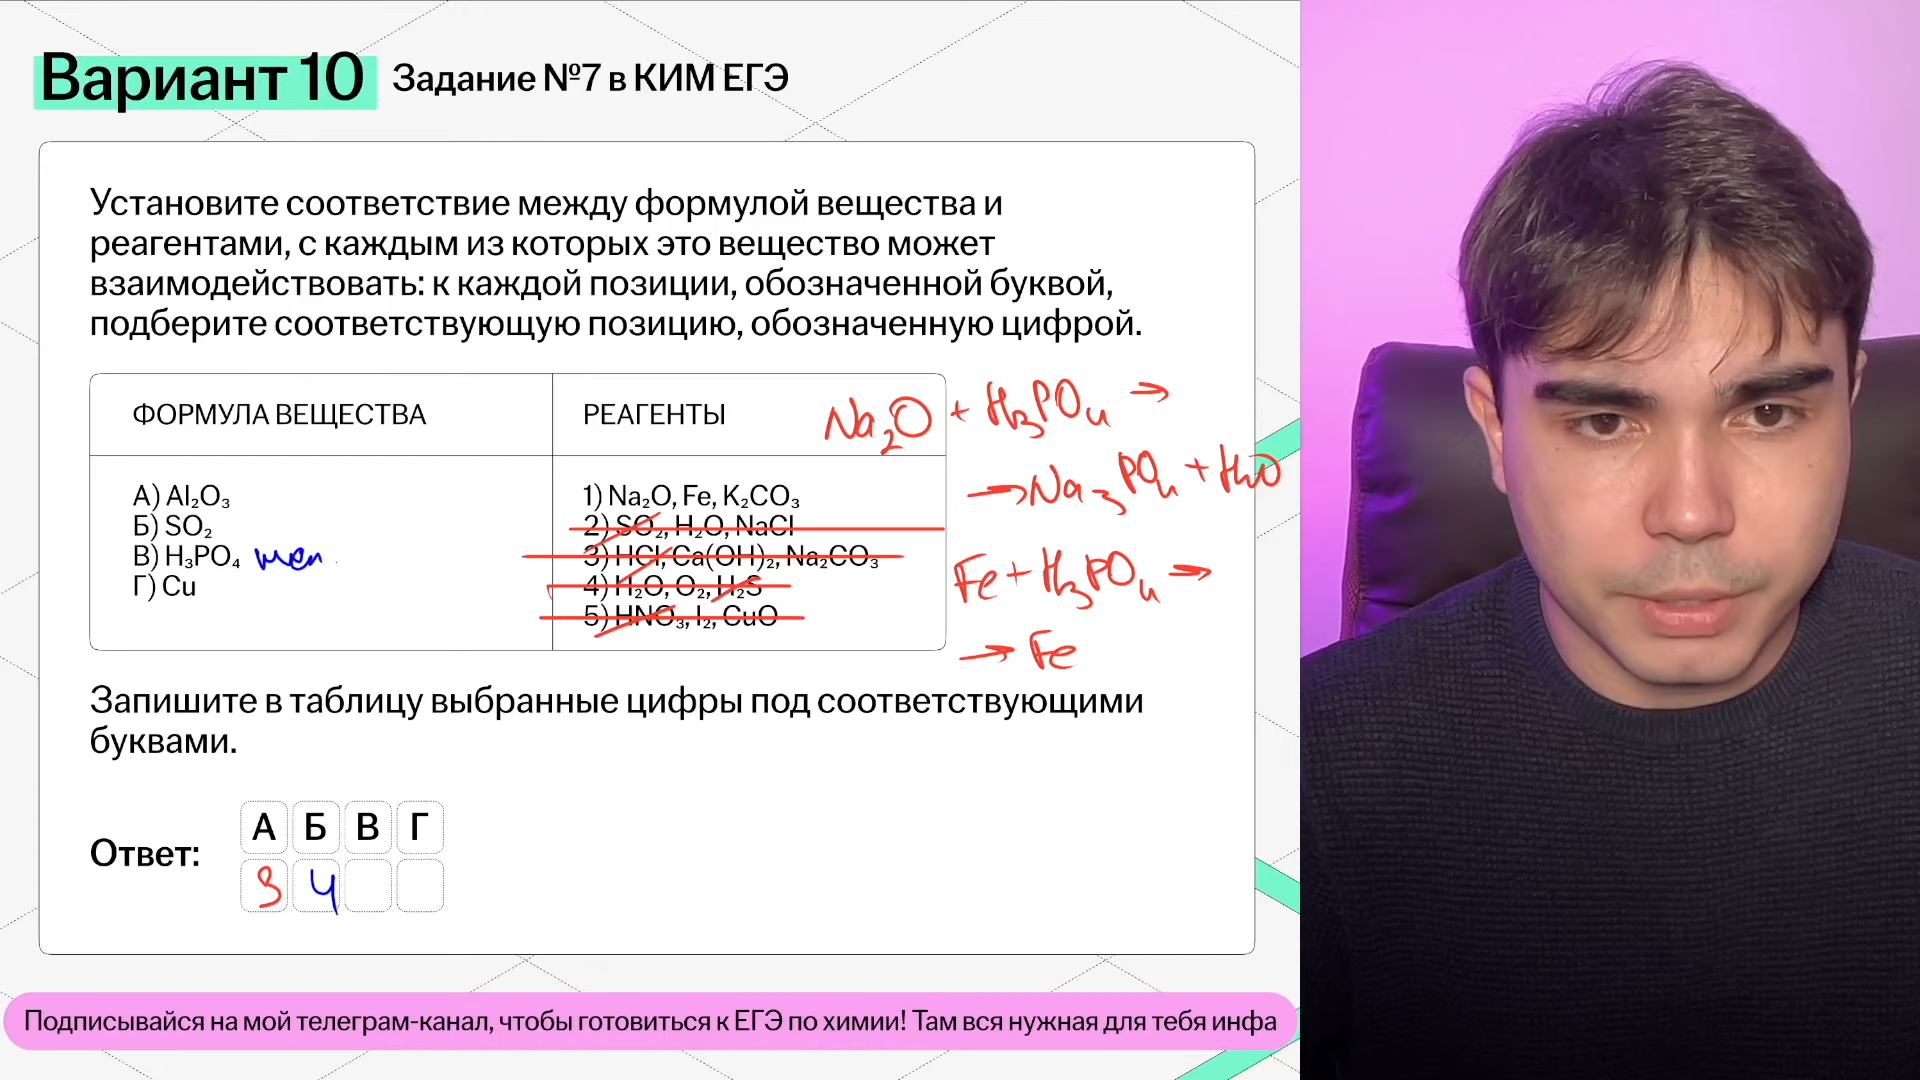 Вариант 10 Задание №7 в КИМ ЕГЭ
Установите соответствие между формулой вещества и
реагентами, с каждым из которых это вещество может
взаимодействовать: к каждой позиции, обозначенной буквой,
подберите соответствующую позицию, обозначенную цифрой.
ФОРМУЛА ВЕЩЕСТВА
А) Al₂O₃
Б) SO₂
В) H₃PO₄
Г) Cu
РЕАГЕНТЫ
1) Na₂O, Fe, K₂CO₃
2) SO₂, H₂O, NaCl
3) HCl, Ca(OH)₂, Na₂CO₃
4) H₂O, O₂, H₂S
5) HNO₃, I₂, CuO
Na₂O + H₃PO₄ →
→ Na₃PO₄ + H₂O
Fe + H₃PO₄ →
→ Fe
Запишите в таблицу выбранные цифры под соответствующими
буквами.
Ответ:
А Б В Г
3 4
Подписывайся на мой телеграм-канал, чтобы готовиться к ЕГЭ по химии! Там вся нужная для тебя инфа